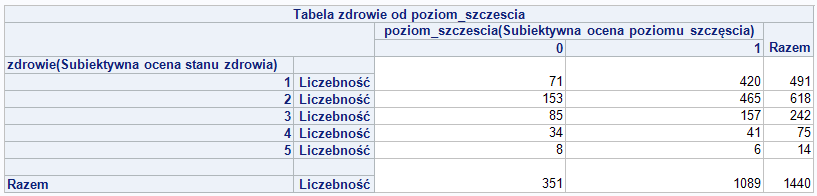 Tabela zdrowie od poziom_szczescia
poziom_szczescia(Subiektywna ocena poziomu szczęścia)
0 1 Razem
zdrowie(Subiektywna ocena stanu zdrowia)
1 Liczebność 71 420 491
2 Liczebność 153 465 618
3 Liczebność 85 157 242
4 Liczebność 34 41 75
5 Liczebność 8 6 14
Razem Liczebność 351 1089 1440